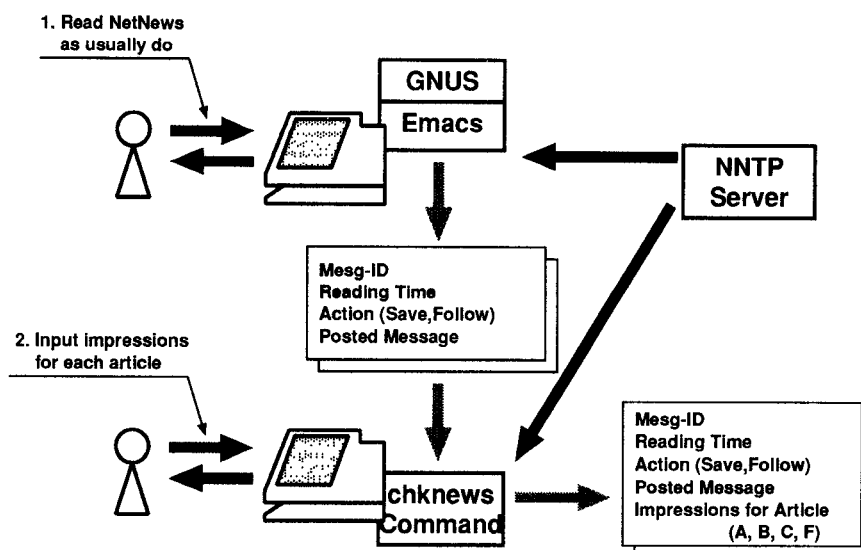 1. Read NetNews
as usually do
GNUS
Emacs
NNTP
Server
Mesg-ID
Reading Time
Action (Save,Follow)
Posted Message
2. Input impressions
for each article
chknews
Command
Mesg-ID
Reading Time
Action (Save,Follow)
Posted Message
Impressions for Article
(A, B, C, F)